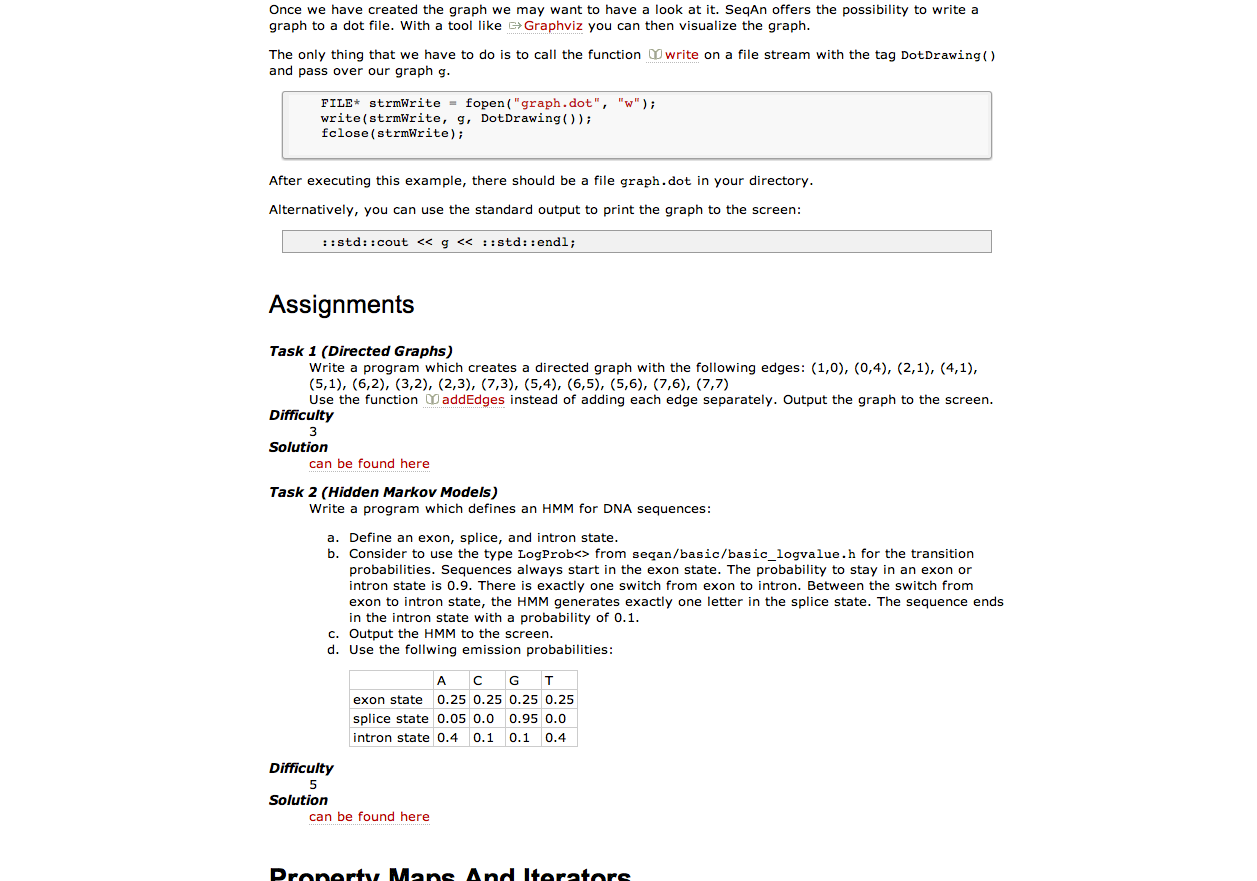 Once we have created the graph we may want to have a look at it. SeqAn offers the possibility to write a
graph to a dot file. With a tool like Graphviz you can then visualize the graph.
The only thing that we have to do is to call the function write on a file stream with the tag DotDrawing()
and pass over our graph g.
FILE* strmWrite = fopen("graph.dot", "w");
write(strmWrite, g, DotDrawing());
fclose(strmWrite);
After executing this example, there should be a file graph.dot in your directory.
Alternatively, you can use the standard output to print the graph to the screen:
::std::cout << g << ::std::endl;
Assignments
Task 1 (Directed Graphs)
Write a program which creates a directed graph with the following edges: (1,0), (0,4), (2,1), (4,1),
(5,1), (6,2), (3,2), (2,3), (7,3), (5,4), (6,5), (5,6), (7,6), (7,7)
Use the function addEdges instead of adding each edge separately. Output the graph to the screen.
Difficulty
3
Solution
can be found here
Task 2 (Hidden Markov Models)
Write a program which defines an HMM for DNA sequences:
a. Define an exon, splice, and intron state.
b. Consider to use the type LogProb<> from seqan/basic/basic_logvalue.h for the transition
probabilities. Sequences always start in the exon state. The probability to stay in an exon or
intron state is 0.9. There is exactly one switch from exon to intron. Between the switch from
exon to intron state, the HMM generates exactly one letter in the splice state. The sequence ends
in the intron state with a probability of 0.1.
c. Output the HMM to the screen.
d. Use the follwing emission probabilities:
A C G T
exon state 0.25 0.25 0.25 0.25
splice state 0.05 0.0 0.95 0.0
intron state 0.4 0.1 0.1 0.4
Difficulty
5
Solution
can be found here
Property Maps And Iterators